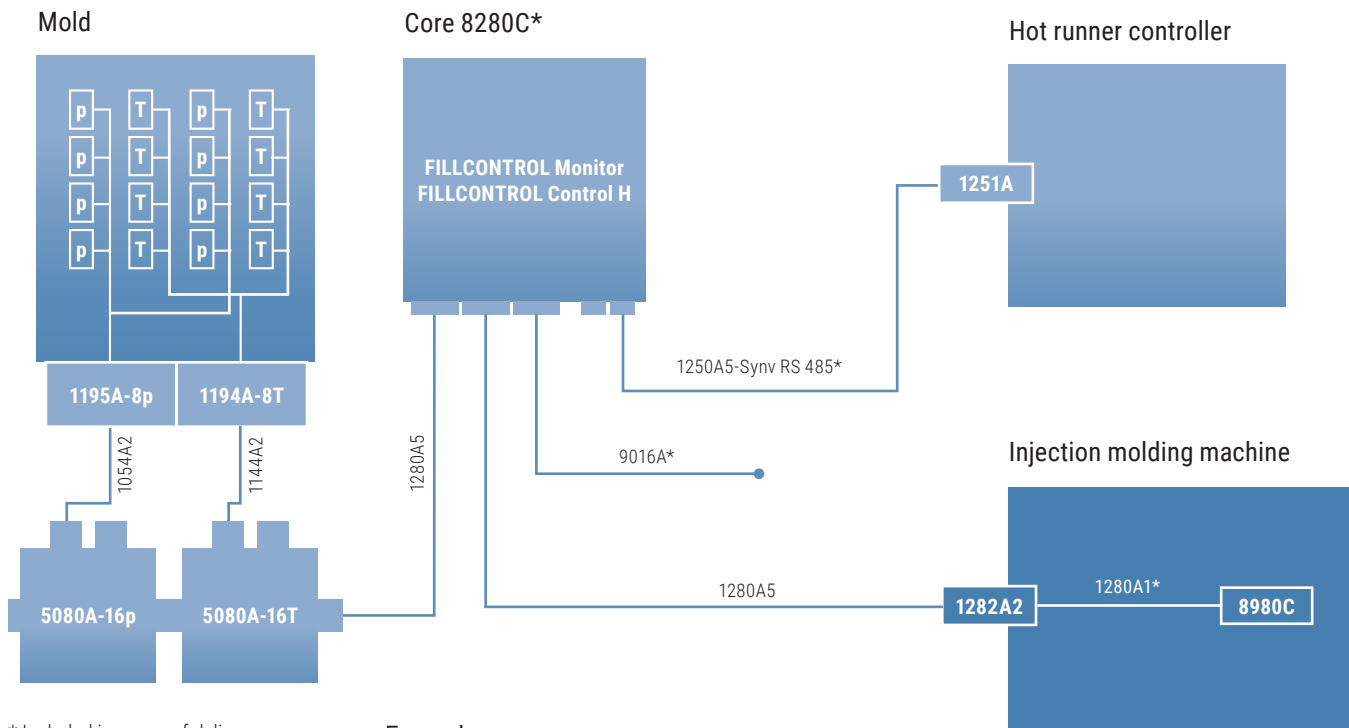 Mold
Core 8280C*
Hot runner controller
p T p T
p T p T
p T p T
p T p T
FILLCONTROL Monitor
FILLCONTROL Control H
1251A
1250A5-Synv RS 485*
1195A-8p
1194A-8T
1054A2
1144A2
1280A5
9016A*
Injection molding machine
5080A-16p
5080A-16T
1280A5
1282A2
1280A1*
8980C